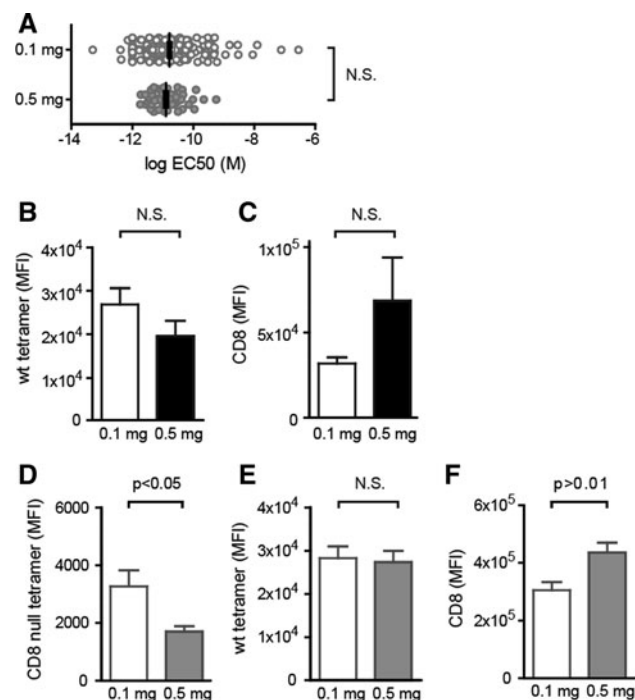 A
0.1 mg
0.5 mg
N.S.
-14 -12 -10 -8 -6
log EC50 (M)
B
N.S.
wt tetramer (MFI)
4x10⁴
3x10⁴
2x10⁴
1x10⁴
0
0.1 mg 0.5 mg
C
N.S.
CD8 (MFI)
1x10⁵
5x10⁴
0
0.1 mg 0.5 mg
D
p<0.05
CD8 null tetramer (MFI)
6000
4000
2000
0
0.1 mg 0.5 mg
E
N.S.
wt tetramer (MFI)
4x10⁴
3x10⁴
2x10⁴
1x10⁴
0
0.1 mg 0.5 mg
F
p>0.01
CD8 (MFI)
6x10⁵
4x10⁵
2x10⁵
0
0.1 mg 0.5 mg